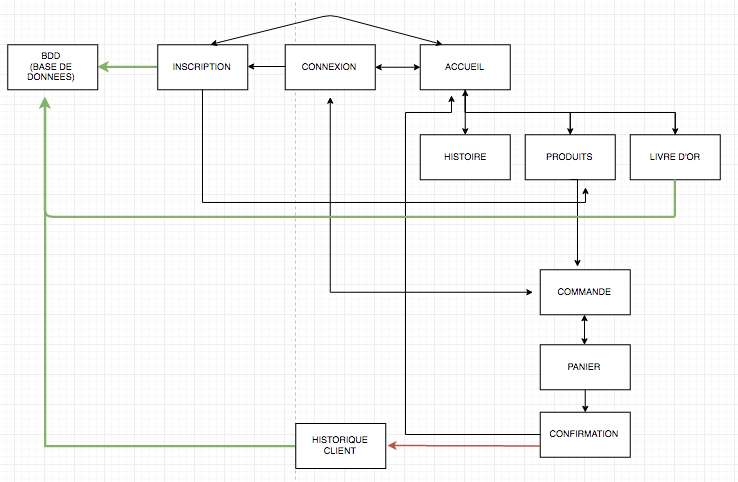 BDD
(BASE DE
DONNEES)
INSCRIPTION
CONNEXION
ACCUEIL
HISTOIRE
PRODUITS
LIVRE D'OR
COMMANDE
PANIER
CONFIRMATION
HISTORIQUE
CLIENT